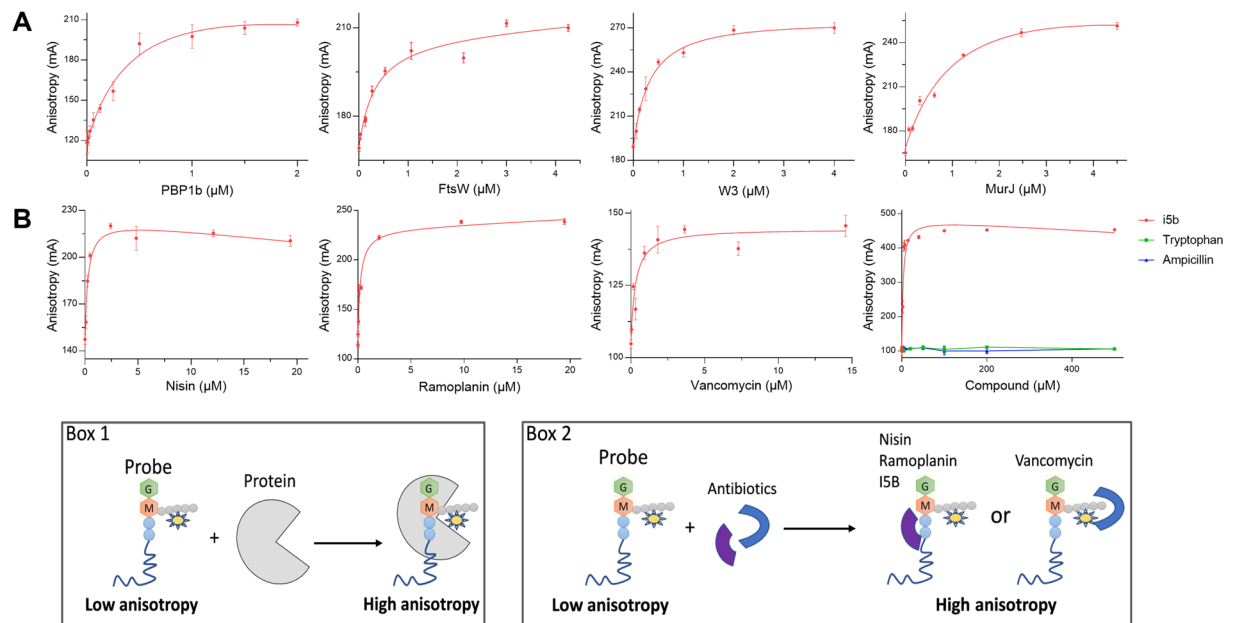 A
Anisotropy (mA)
210
180
150
120
0
1
2
PBP1b (µM)
Anisotropy (mA)
210
180
0
1
2
3
4
FtsW (µM)
Anisotropy (mA)
270
240
210
180
0
1
2
3
4
W3 (µM)
Anisotropy (mA)
250
200
150
0
1
2
3
4
MurJ (µM)
B
Anisotropy (mA)
230
200
170
140
0
5
10
15
20
Nisin (µM)
Anisotropy (mA)
250
200
150
100
0
5
10
15
20
Ramoplanin (µM)
Anisotropy (mA)
150
125
100
0
5
10
15
Vancomycin (µM)
Anisotropy (mA)
500
400
300
200
100
0
200
400
Compound (µM)
i5b
Tryptophan
Ampicillin
Box 1
Probe
G
M
+
Protein
G
M
Low anisotropy
High anisotropy
Box 2
Probe
G
M
+
Antibiotics
Nisin
Ramoplanin
I5B
G
M
or
Vancomycin
G
M
Low anisotropy
High anisotropy